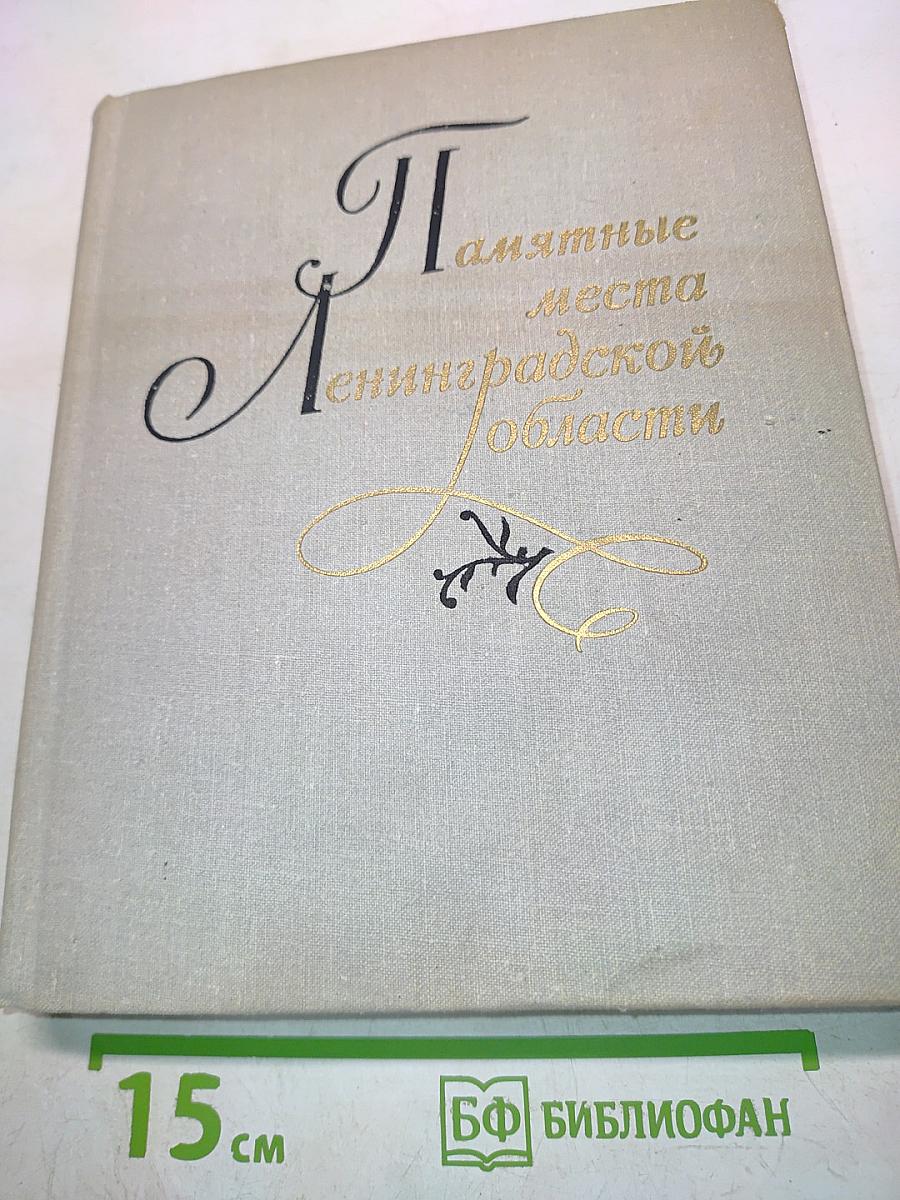 Памятные
места
Ленинградской
области
15 см
БФ БИБЛИОФАН